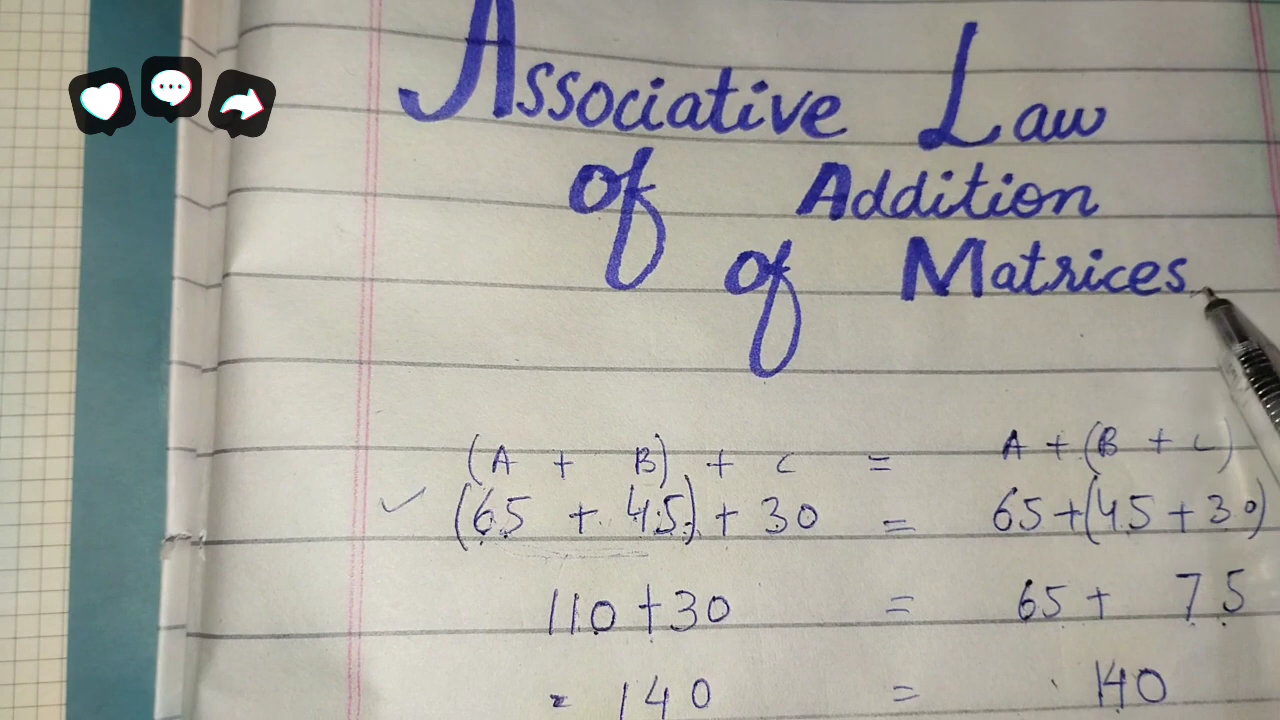 Associative Law
of Addition
of Matrices
(A + B) + C = A + (B + C)
(65 + 45) + 30 = 65+(45+30)
110+30 = 65+ 75
= 140 = 140